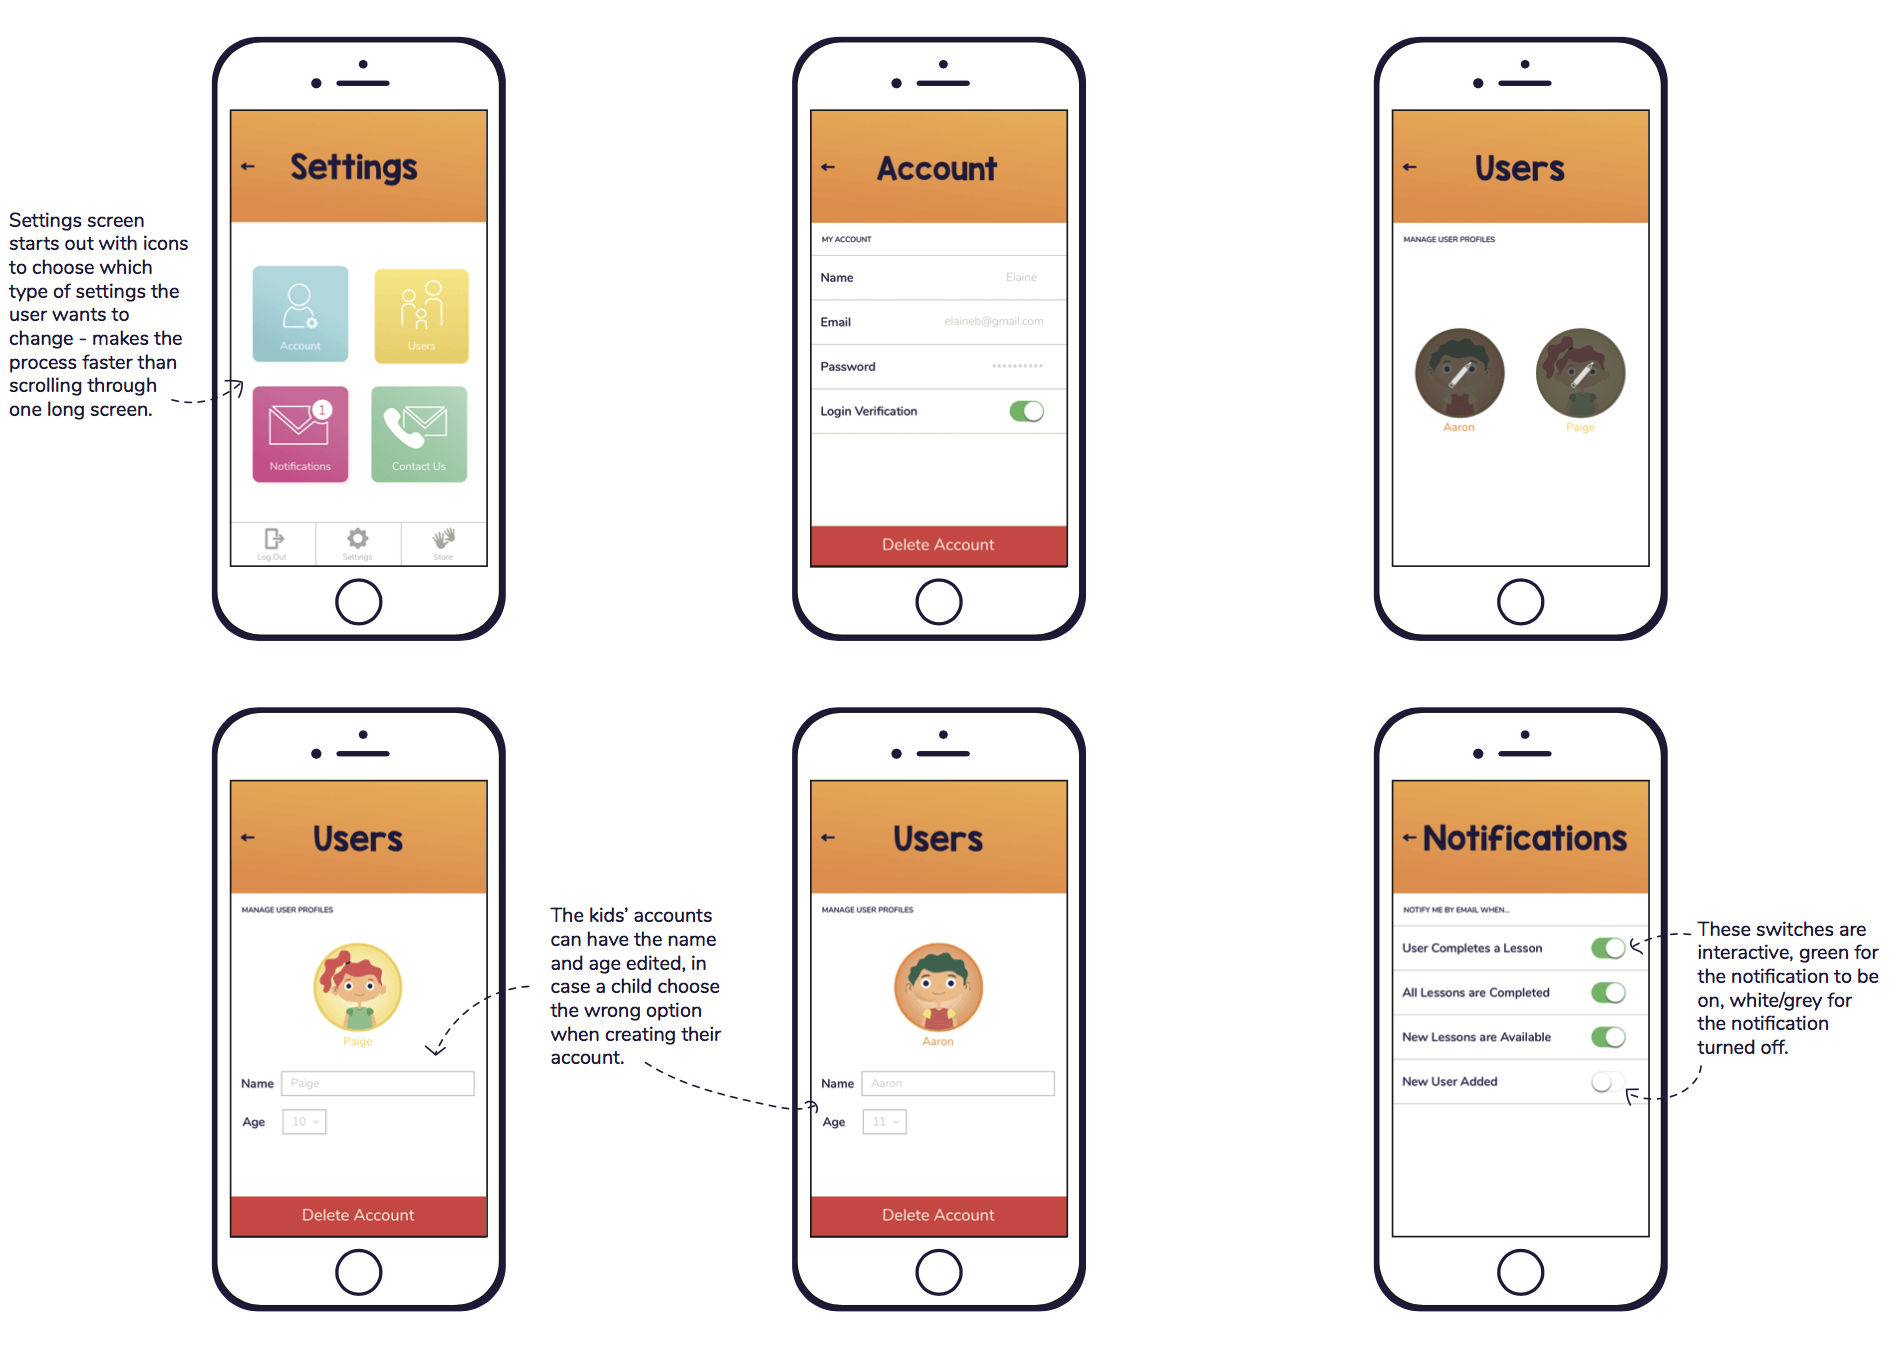 Settings
Settings screen
starts out with icons
to choose which
type of settings the
user wants to
change - makes the
process faster than
scrolling through
one long screen.
Account
Users
1
Notifications
Contact Us
Log Out
Settings
Store
Account
MY ACCOUNT
Name Elaine
Email elaineb@gmail.com
Password **********
Login Verification
Delete Account
Users
MANAGE USER PROFILES
Aaron
Paige
Users
MANAGE USER PROFILES
Paige
Name Paige
Age 10
Delete Account
The kids' accounts
can have the name
and age edited, in
case a child choose
the wrong option
when creating their
account.
Users
MANAGE USER PROFILES
Aaron
Name Aaron
Age 11
Delete Account
Notifications
NOTIFY ME BY EMAIL WHEN...
User Completes a Lesson
All Lessons are Completed
New Lessons are Available
New User Added
These switches are
interactive, green for
the notification to be
on, white/grey for
the notification
turned off.